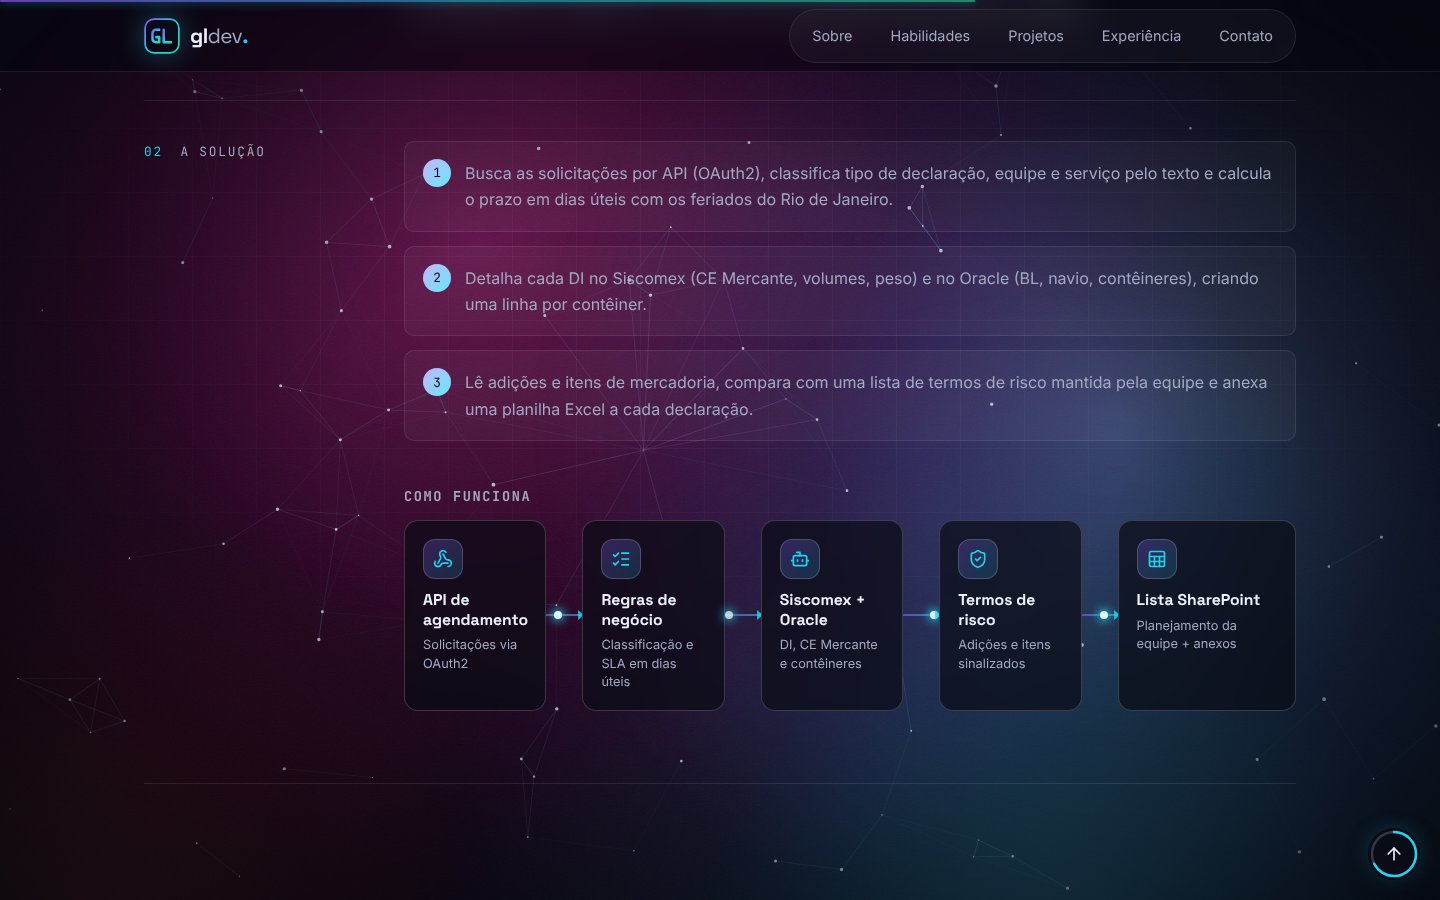 GL gldev.
Sobre Habilidades Projetos Experiência Contato
02 A SOLUÇÃO
1 Busca as solicitações por API (OAuth2), classifica tipo de declaração, equipe e serviço pelo texto e calcula
o prazo em dias úteis com os feriados do Rio de Janeiro.
2 Detalha cada DI no Siscomex (CE Mercante, volumes, peso) e no Oracle (BL, navio, contêineres), criando
uma linha por contêiner.
3 Lê adições e itens de mercadoria, compara com uma lista de termos de risco mantida pela equipe e anexa
uma planilha Excel a cada declaração.
COMO FUNCIONA
API de
agendamento
Solicitações via
OAuth2
Regras de
negócio
Classificação e
SLA em dias
úteis
Siscomex +
Oracle
DI, CE Mercante
e contêineres
Termos de
risco
Adições e itens
sinalizados
Lista SharePoint
Planejamento da
equipe + anexos